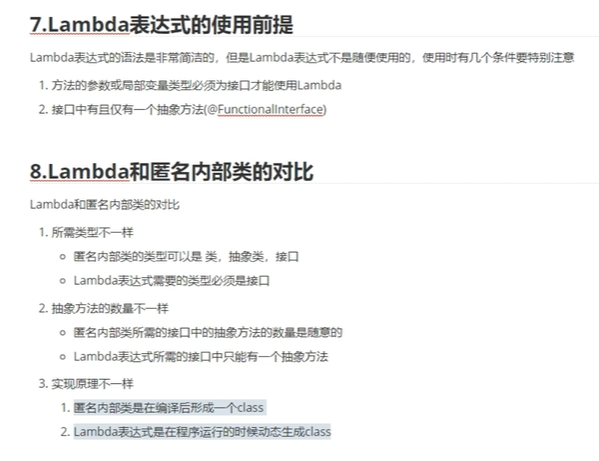 7.Lambda表达式的使用前提
Lambda表达式的语法是非常简洁的，但是Lambda表达式不是随便使用的，使用时有几个条件要特别注意
1. 方法的参数或局部变量类型必须为接口才能使用Lambda
2. 接口中有且仅有一个抽象方法(@FunctionalInterface)
8.Lambda和匿名内部类的对比
Lambda和匿名内部类的对比
1. 所需类型不一样
匿名内部类的类型可以是 类，抽象类，接口
Lambda表达式需要的类型必须是接口
2. 抽象方法的数量不一样
匿名内部类所需的接口中的抽象方法的数量是随意的
Lambda表达式所需的接口中只能有一个抽象方法
3. 实现原理不一样
1. 匿名内部类是在编译后形成一个class
2. Lambda表达式是在程序运行的时候动态生成class